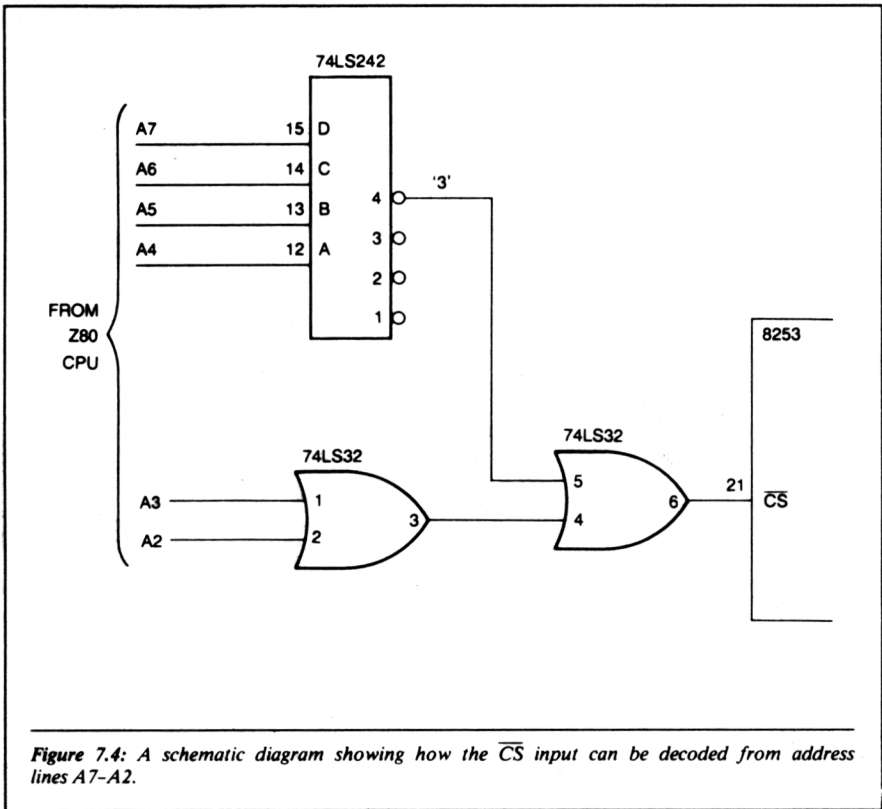 74LS242
A7 15 D
A6 14 C
A5 13 B
A4 12 A
4 '3'
3
2
1
FROM
Z80
CPU
8253
74LS32
74LS32
A3 1
A2 2
3
5
4
6
21 C̅S̅
Figure 7.4: A schematic diagram showing how the C̅S̅ input can be decoded from address
lines A7–A2.